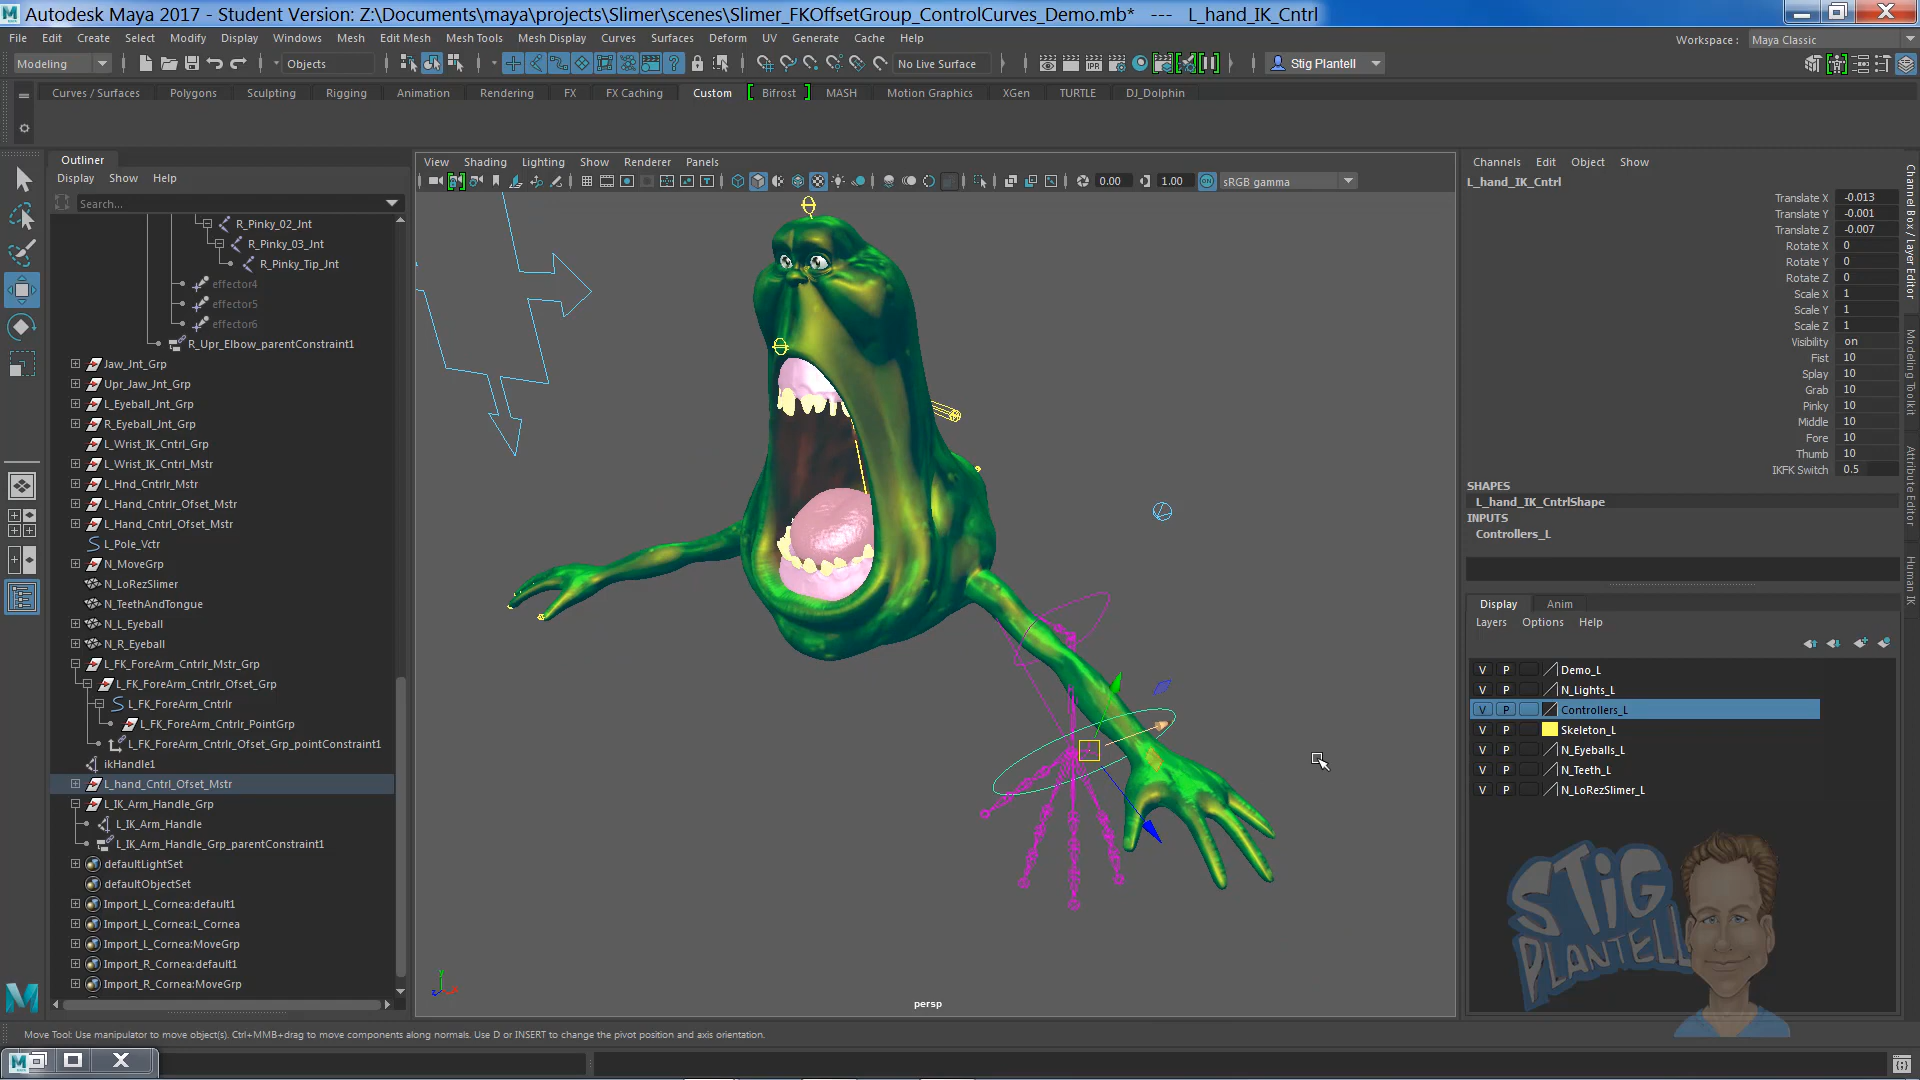 Autodesk Maya 2017 - Student Version: Z:\Documents\maya\projects\Slimer\scenes\Slimer_FKOffsetGroup_ControlCurves_Demo.mb* --- L_hand_IK_Cntrl
File Edit Create Select Modify Display Windows Mesh Edit Mesh Mesh Tools Mesh Display Curves Surfaces Deform UV Generate Cache Help
Workspace : Maya Classic
Modeling Objects No Live Surface Stig Plantell
Curves / Surfaces Polygons Sculpting Rigging Animation Rendering FX FX Caching Custom Bifrost MASH Motion Graphics XGen TURTLE DJ_Dolphin
Outliner
Display Show Help
Search...
R_Pinky_02_Jnt
R_Pinky_03_Jnt
R_Pinky_Tip_Jnt
effector4
effector5
effector6
R_Upr_Elbow_parentConstraint1
Jaw_Jnt_Grp
Upr_Jaw_Jnt_Grp
L_Eyeball_Jnt_Grp
R_Eyeball_Jnt_Grp
L_Wrist_IK_Cntrl_Grp
L_Wrist_IK_Cntrl_Mstr
L_Hnd_Cntrlr_Mstr
L_Hand_Cntrlr_Ofset_Mstr
L_Hand_Cntrl_Ofset_Mstr
L_Pole_Vctr
N_MoveGrp
N_LoRezSlimer
N_TeethAndTongue
N_L_Eyeball
N_R_Eyeball
L_FK_ForeArm_Cntrlr_Mstr_Grp
L_FK_ForeArm_Cntrlr_Ofset_Grp
L_FK_ForeArm_Cntrlr
L_FK_ForeArm_Cntrlr_PointGrp
L_FK_ForeArm_Cntrlr_Ofset_Grp_pointConstraint1
ikHandle1
L_hand_Cntrl_Ofset_Mstr
L_IK_Arm_Handle_Grp
L_IK_Arm_Handle
L_IK_Arm_Handle_Grp_parentConstraint1
defaultLightSet
defaultObjectSet
Import_L_Cornea:default1
Import_L_Cornea:L_Cornea
Import_L_Cornea:MoveGrp
Import_R_Cornea:default1
Import_R_Cornea:MoveGrp
View Shading Lighting Show Renderer Panels
0.00 1.00 sRGB gamma
persp
Channels Edit Object Show
L_hand_IK_Cntrl
Translate X -0.013
Translate Y -0.001
Translate Z -0.007
Rotate X 0
Rotate Y 0
Rotate Z 0
Scale X 1
Scale Y 1
Scale Z 1
Visibility on
Fist 10
Splay 10
Grab 10
Pinky 10
Middle 10
Fore 10
Thumb 10
IKFK Switch 0.5
SHAPES
L_hand_IK_CntrlShape
INPUTS
Controllers_L
Display Anim
Layers Options Help
V P Demo_L
V P N_Lights_L
V P Controllers_L
V P Skeleton_L
V P N_Eyeballs_L
V P N_Teeth_L
V P N_LoRezSlimer_L
Channel Box / Layer Editor
Modeling Toolkit
Attribute Editor
Human IK
STiG
PLANTELL
Move Tool: Use manipulator to move object(s). Ctrl+MMB+drag to move components along normals. Use D or INSERT to change the pivot position and axis orientation.